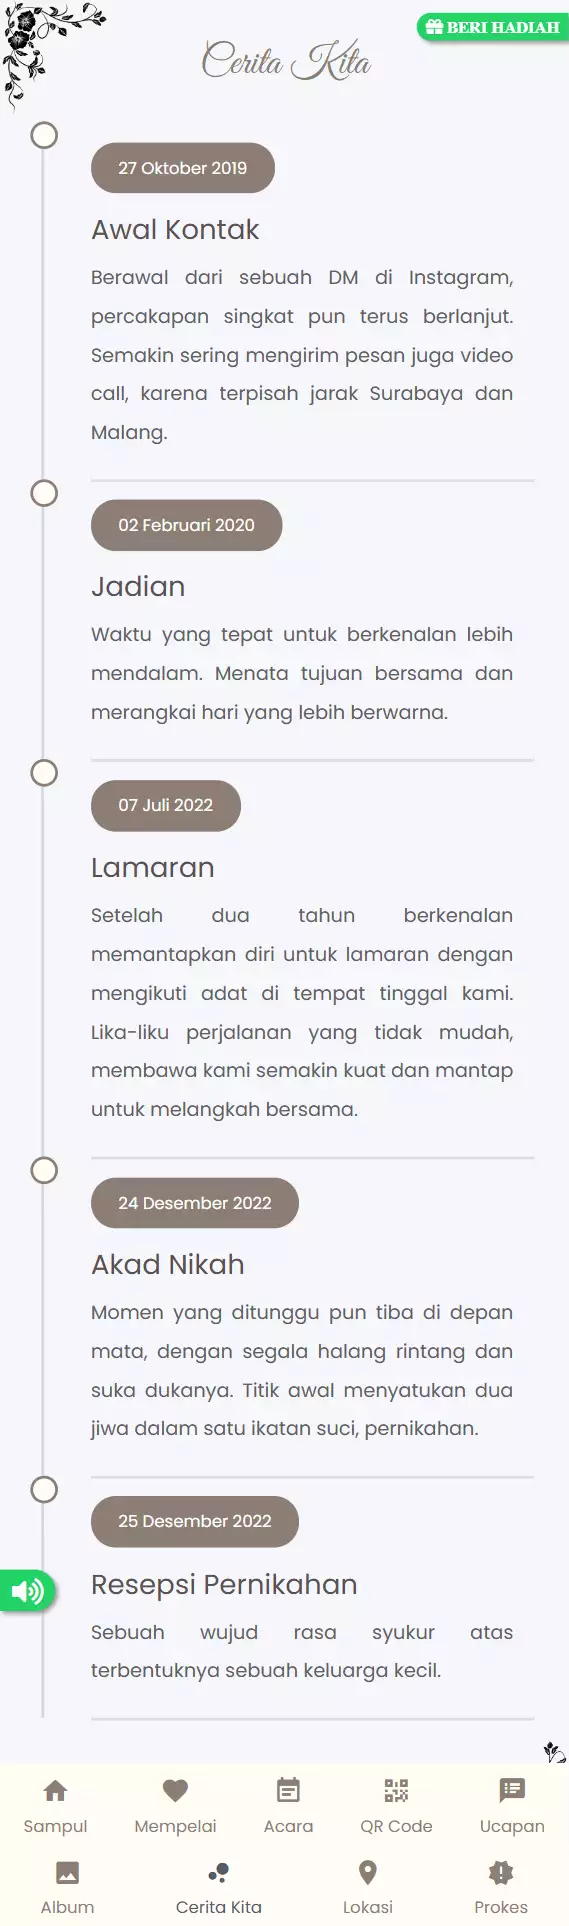 BERI HADIAH
Cerita Kita
27 Oktober 2019
Awal Kontak
Berawal dari sebuah DM di Instagram,
percakapan singkat pun terus berlanjut.
Semakin sering mengirim pesan juga video
call, karena terpisah jarak Surabaya dan
Malang.
02 Februari 2020
Jadian
Waktu yang tepat untuk berkenalan lebih
mendalam. Menata tujuan bersama dan
merangkai hari yang lebih berwarna.
07 Juli 2022
Lamaran
Setelah dua tahun berkenalan
memantapkan diri untuk lamaran dengan
mengikuti adat di tempat tinggal kami.
Lika-liku perjalanan yang tidak mudah,
membawa kami semakin kuat dan mantap
untuk melangkah bersama.
24 Desember 2022
Akad Nikah
Momen yang ditunggu pun tiba di depan
mata, dengan segala halang rintang dan
suka dukanya. Titik awal menyatukan dua
jiwa dalam satu ikatan suci, pernikahan.
25 Desember 2022
Resepsi Pernikahan
Sebuah wujud rasa syukur atas
terbentuknya sebuah keluarga kecil.
Sampul Mempelai Acara QR Code Ucapan
Album Cerita Kita Lokasi Prokes